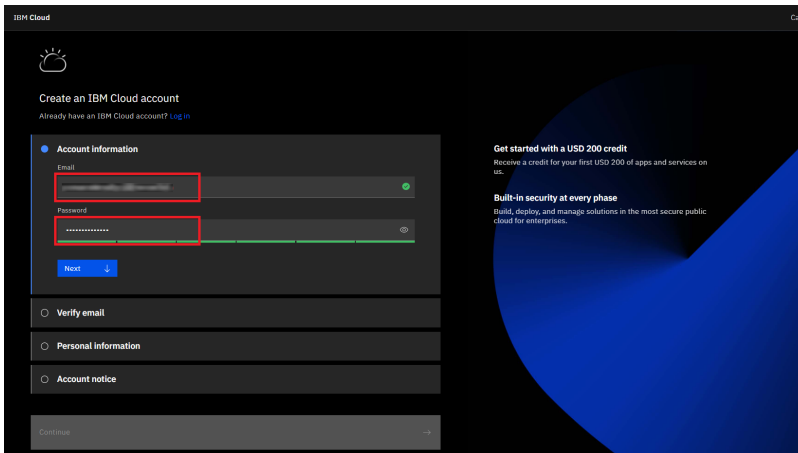 IBM Cloud
Ca
Create an IBM Cloud account
Already have an IBM Cloud account? Log in
Account information
Email
Password
••••••••••••••
Next
Verify email
Personal information
Account notice
Continue
Get started with a USD 200 credit
Receive a credit for your first USD 200 of apps and services on
us.
Built-in security at every phase
Build, deploy, and manage solutions in the most secure public
cloud for enterprises.